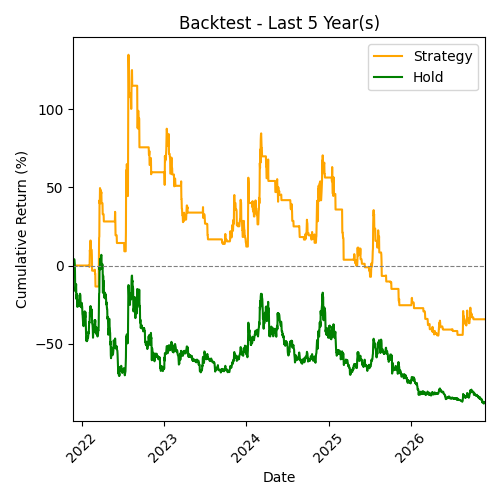 Backtest - Last 5 Year(s)
Strategy
Hold
Cumulative Return (%)
100
50
0
−50
2022
2023
2024
2025
2026
Date